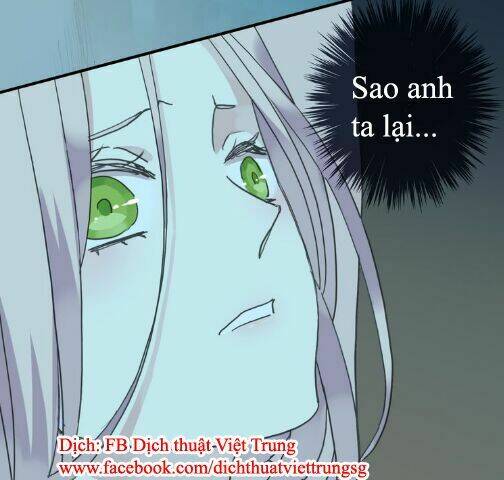 Sao anh
ta lại...
Dịch: FB Dịch thuật Việt Trung
www.facebook.com/dichthuatviettrungsg